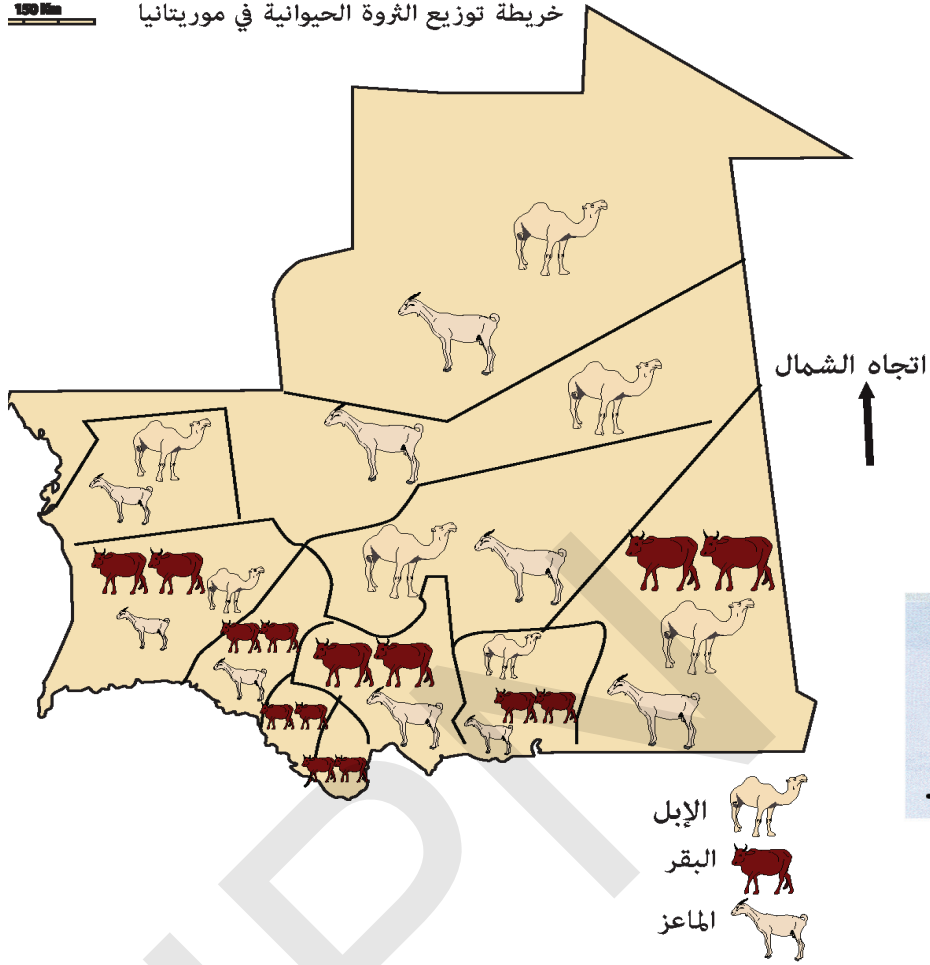 خريطة توزيع الثروة الحيوانية في موريتانيا
150 Km
اتجاه الشمال
الإبل
البقر
الماعز